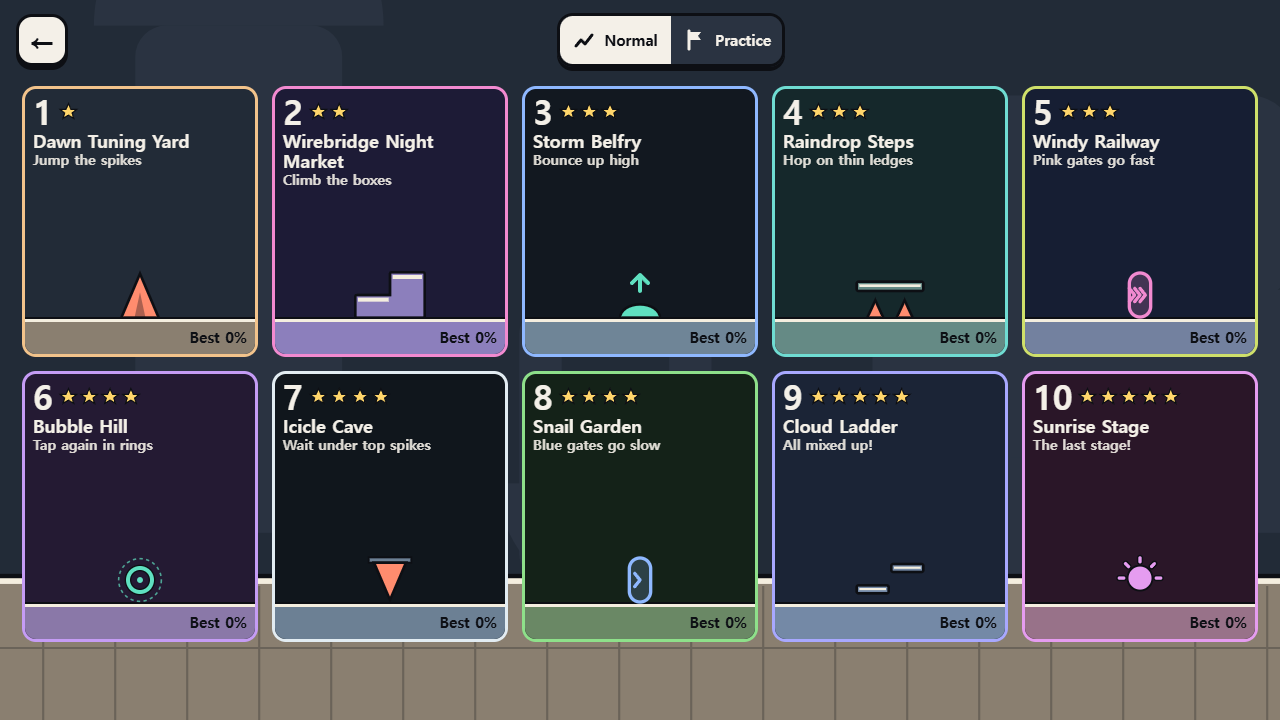 Normal
Practice
1
Dawn Tuning Yard
Jump the spikes
Best 0%
2
Wirebridge Night
Market
Climb the boxes
Best 0%
3
Storm Belfry
Bounce up high
Best 0%
4
Raindrop Steps
Hop on thin ledges
Best 0%
5
Windy Railway
Pink gates go fast
Best 0%
6
Bubble Hill
Tap again in rings
Best 0%
7
Icicle Cave
Wait under top spikes
Best 0%
8
Snail Garden
Blue gates go slow
Best 0%
9
Cloud Ladder
All mixed up!
Best 0%
10
Sunrise Stage
The last stage!
Best 0%